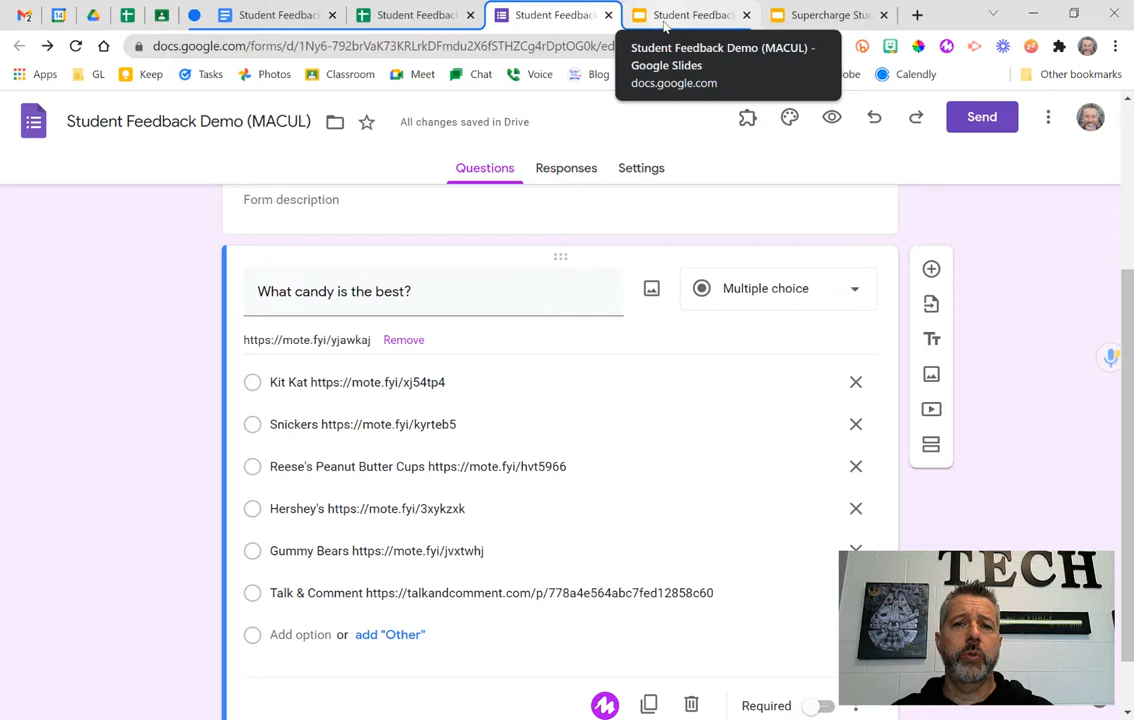 Student Feedback
Student Feedback
Student Feedback
Student Feedback
Supercharge Stu
docs.google.com/forms/d/1Ny6-792brVaK73KRLrkDFmdu2X6fSTHZCg4rDptOG0k/ed
Student Feedback Demo (MACUL) -
Google Slides
docs.google.com
Apps
GL
Keep
Tasks
Photos
Classroom
Meet
Chat
Voice
Blog
obe
Calendly
Other bookmarks
Student Feedback Demo (MACUL)
All changes saved in Drive
Send
Questions
Responses
Settings
Form description
What candy is the best?
Multiple choice
https://mote.fyi/yjawkaj
Remove
Kit Kat https://mote.fyi/xj54tp4
Snickers https://mote.fyi/kyrteb5
Reese's Peanut Butter Cups https://mote.fyi/hvt5966
Hershey's https://mote.fyi/3xykzxk
Gummy Bears https://mote.fyi/jvxtwhj
Talk & Comment https://talkandcomment.com/p/778a4e564abc7fed12858c60
Add option or add "Other"
Required
TECH